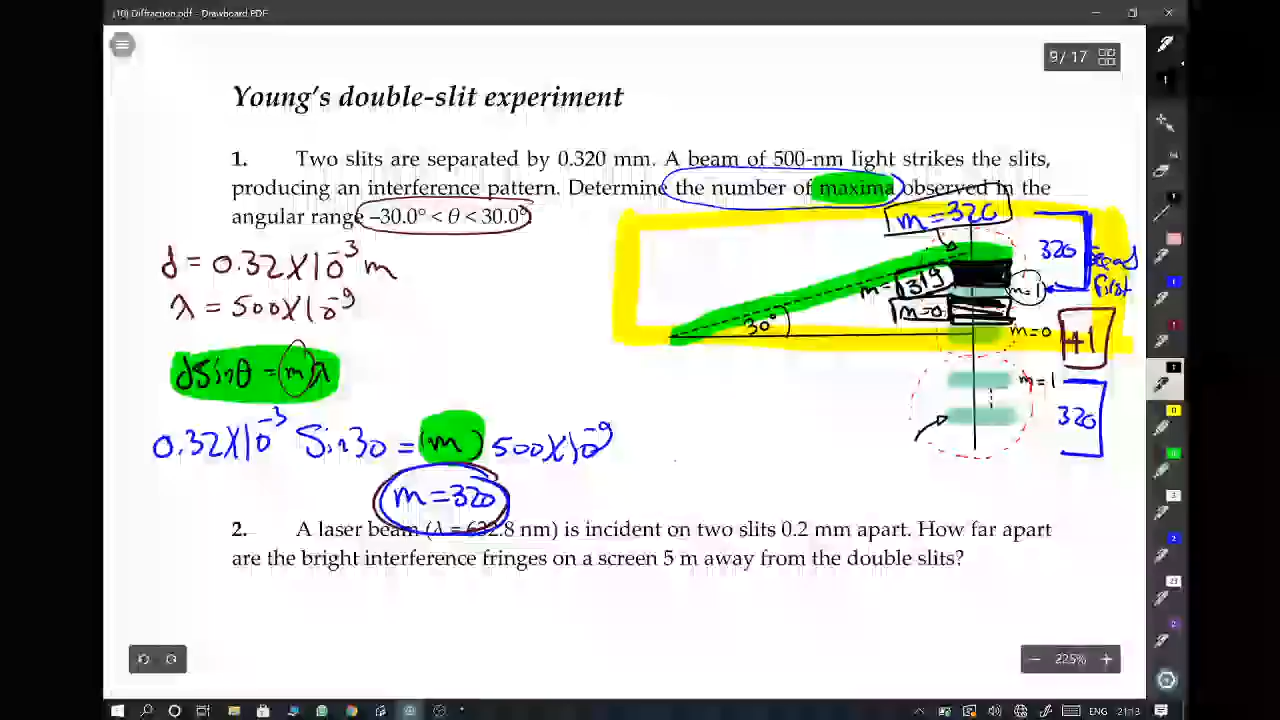 (10) Diffraction.pdf - Drawboard PDF
9 / 17
Young's double-slit experiment
1. Two slits are separated by 0.320 mm. A beam of 500-nm light strikes the slits,
producing an interference pattern. Determine the number of maxima observed in the
angular range –30.0° < θ < 30.0°
d = 0.32×10⁻³ m
λ = 500×10⁻⁹
dSinθ = mλ
0.32×10⁻³ Sin30 = (m) 500×10⁻⁹
m = 320
m = 320
320
Second
first
m = 319
m=1
m=0
m=0
+1
30°
m=1
320
2. A laser beam (λ = 632.8 nm) is incident on two slits 0.2 mm apart. How far apart
are the bright interference fringes on a screen 5 m away from the double slits?
225%
ENG 21:13